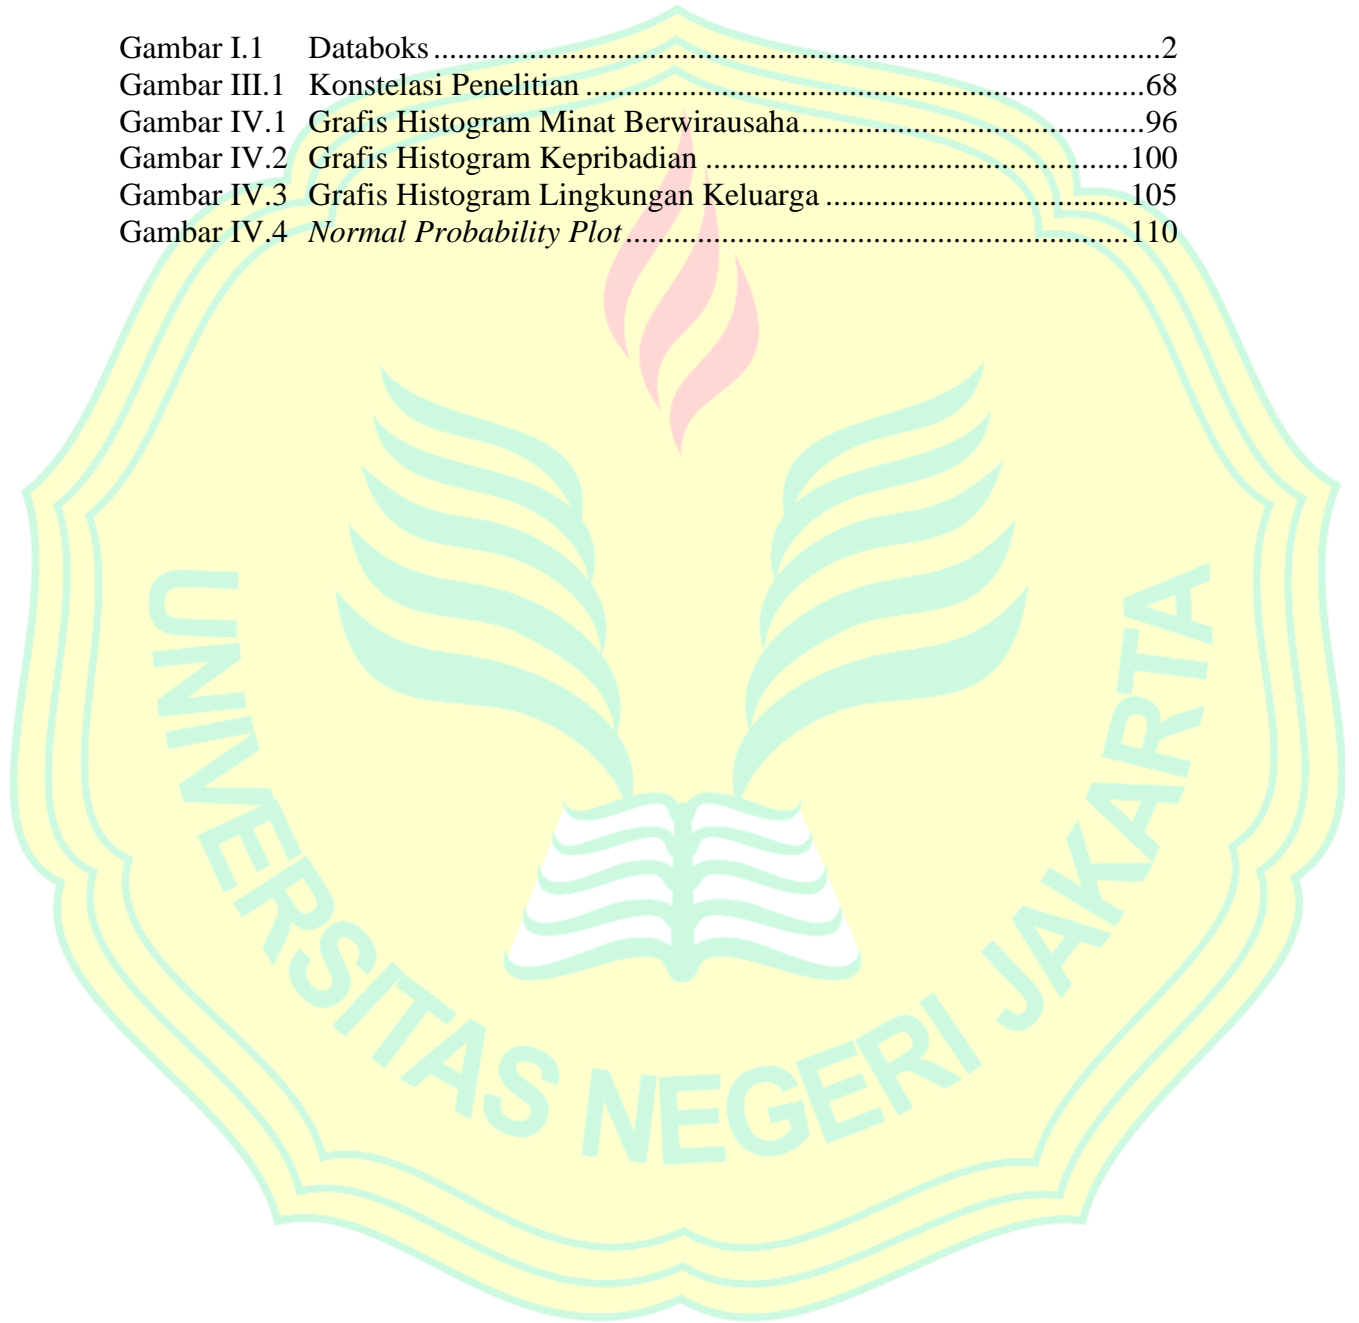 Gambar I.1 Databoks....................................................................................2
Gambar III.1 Konstelasi Penelitian................................................................68
Gambar IV.1 Grafis Histogram Minat Berwirausaha.......................................96
Gambar IV.2 Grafis Histogram Kepribadian.................................................100
Gambar IV.3 Grafis Histogram Lingkungan Keluarga...................................105
Gambar IV.4 Normal Probability Plot..........................................................110
UNIVERSITAS NEGERI JAKARTA